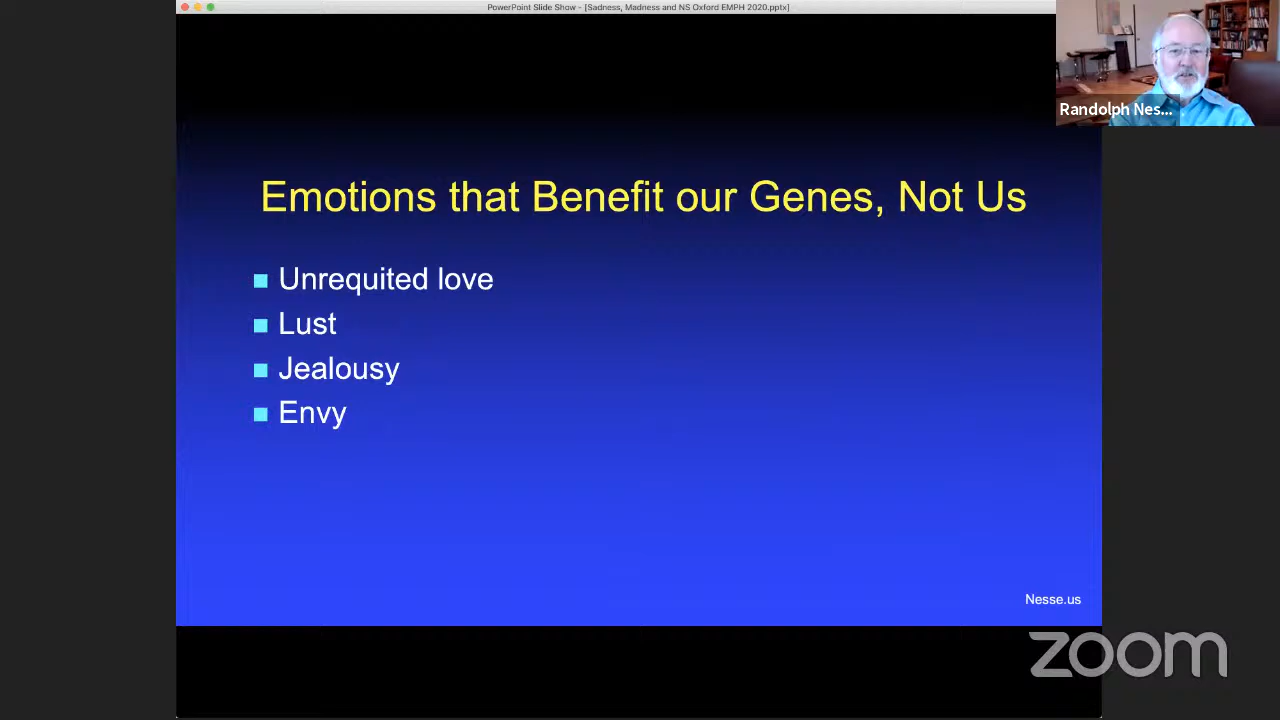 PowerPoint Slide Show - [Sadness, Madness and NS Oxford EMPH 2020.pptx]
Randolph Nes...
Emotions that Benefit our Genes, Not Us
Unrequited love
Lust
Jealousy
Envy
Nesse.us
zoom